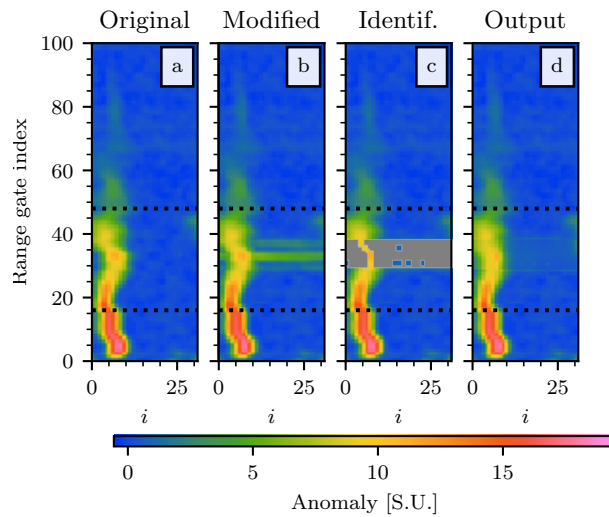 Original Modified Identif. Output
a b c d
100
80
60
40
20
0
Range gate index
0 25 0 25 0 25 0 25
i i i i
0 5 10 15
Anomaly [S.U.]